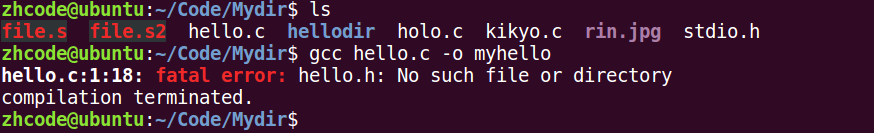 zhcode@ubuntu:~/Code/Mydir$ ls
file.s file.s2 hello.c hellodir holo.c kikyo.c rin.jpg stdio.h
zhcode@ubuntu:~/Code/Mydir$ gcc hello.c -o myhello
hello.c:1:18: fatal error: hello.h: No such file or directory
compilation terminated.
zhcode@ubuntu:~/Code/Mydir$